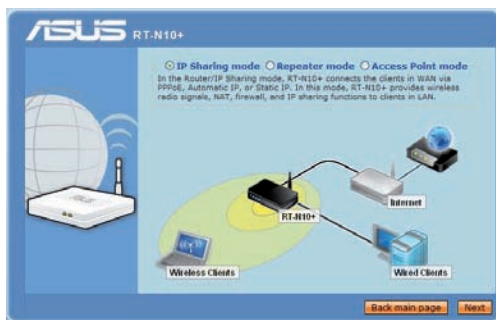 ASUS RT-N10+
IP Sharing mode Repeater mode Access Point mode
In the Router/IP Sharing mode, RT-N10+ connects the clients in WAN via
PPPoE, Automatic IP, or Static IP. In this mode, RT-N10+ provides wireless
radio signals, NAT, firewall, and IP sharing functions to clients in LAN.
Internet
RT-N10+
ASUS
Wireless Clients
Wired Clients
Back main page Next